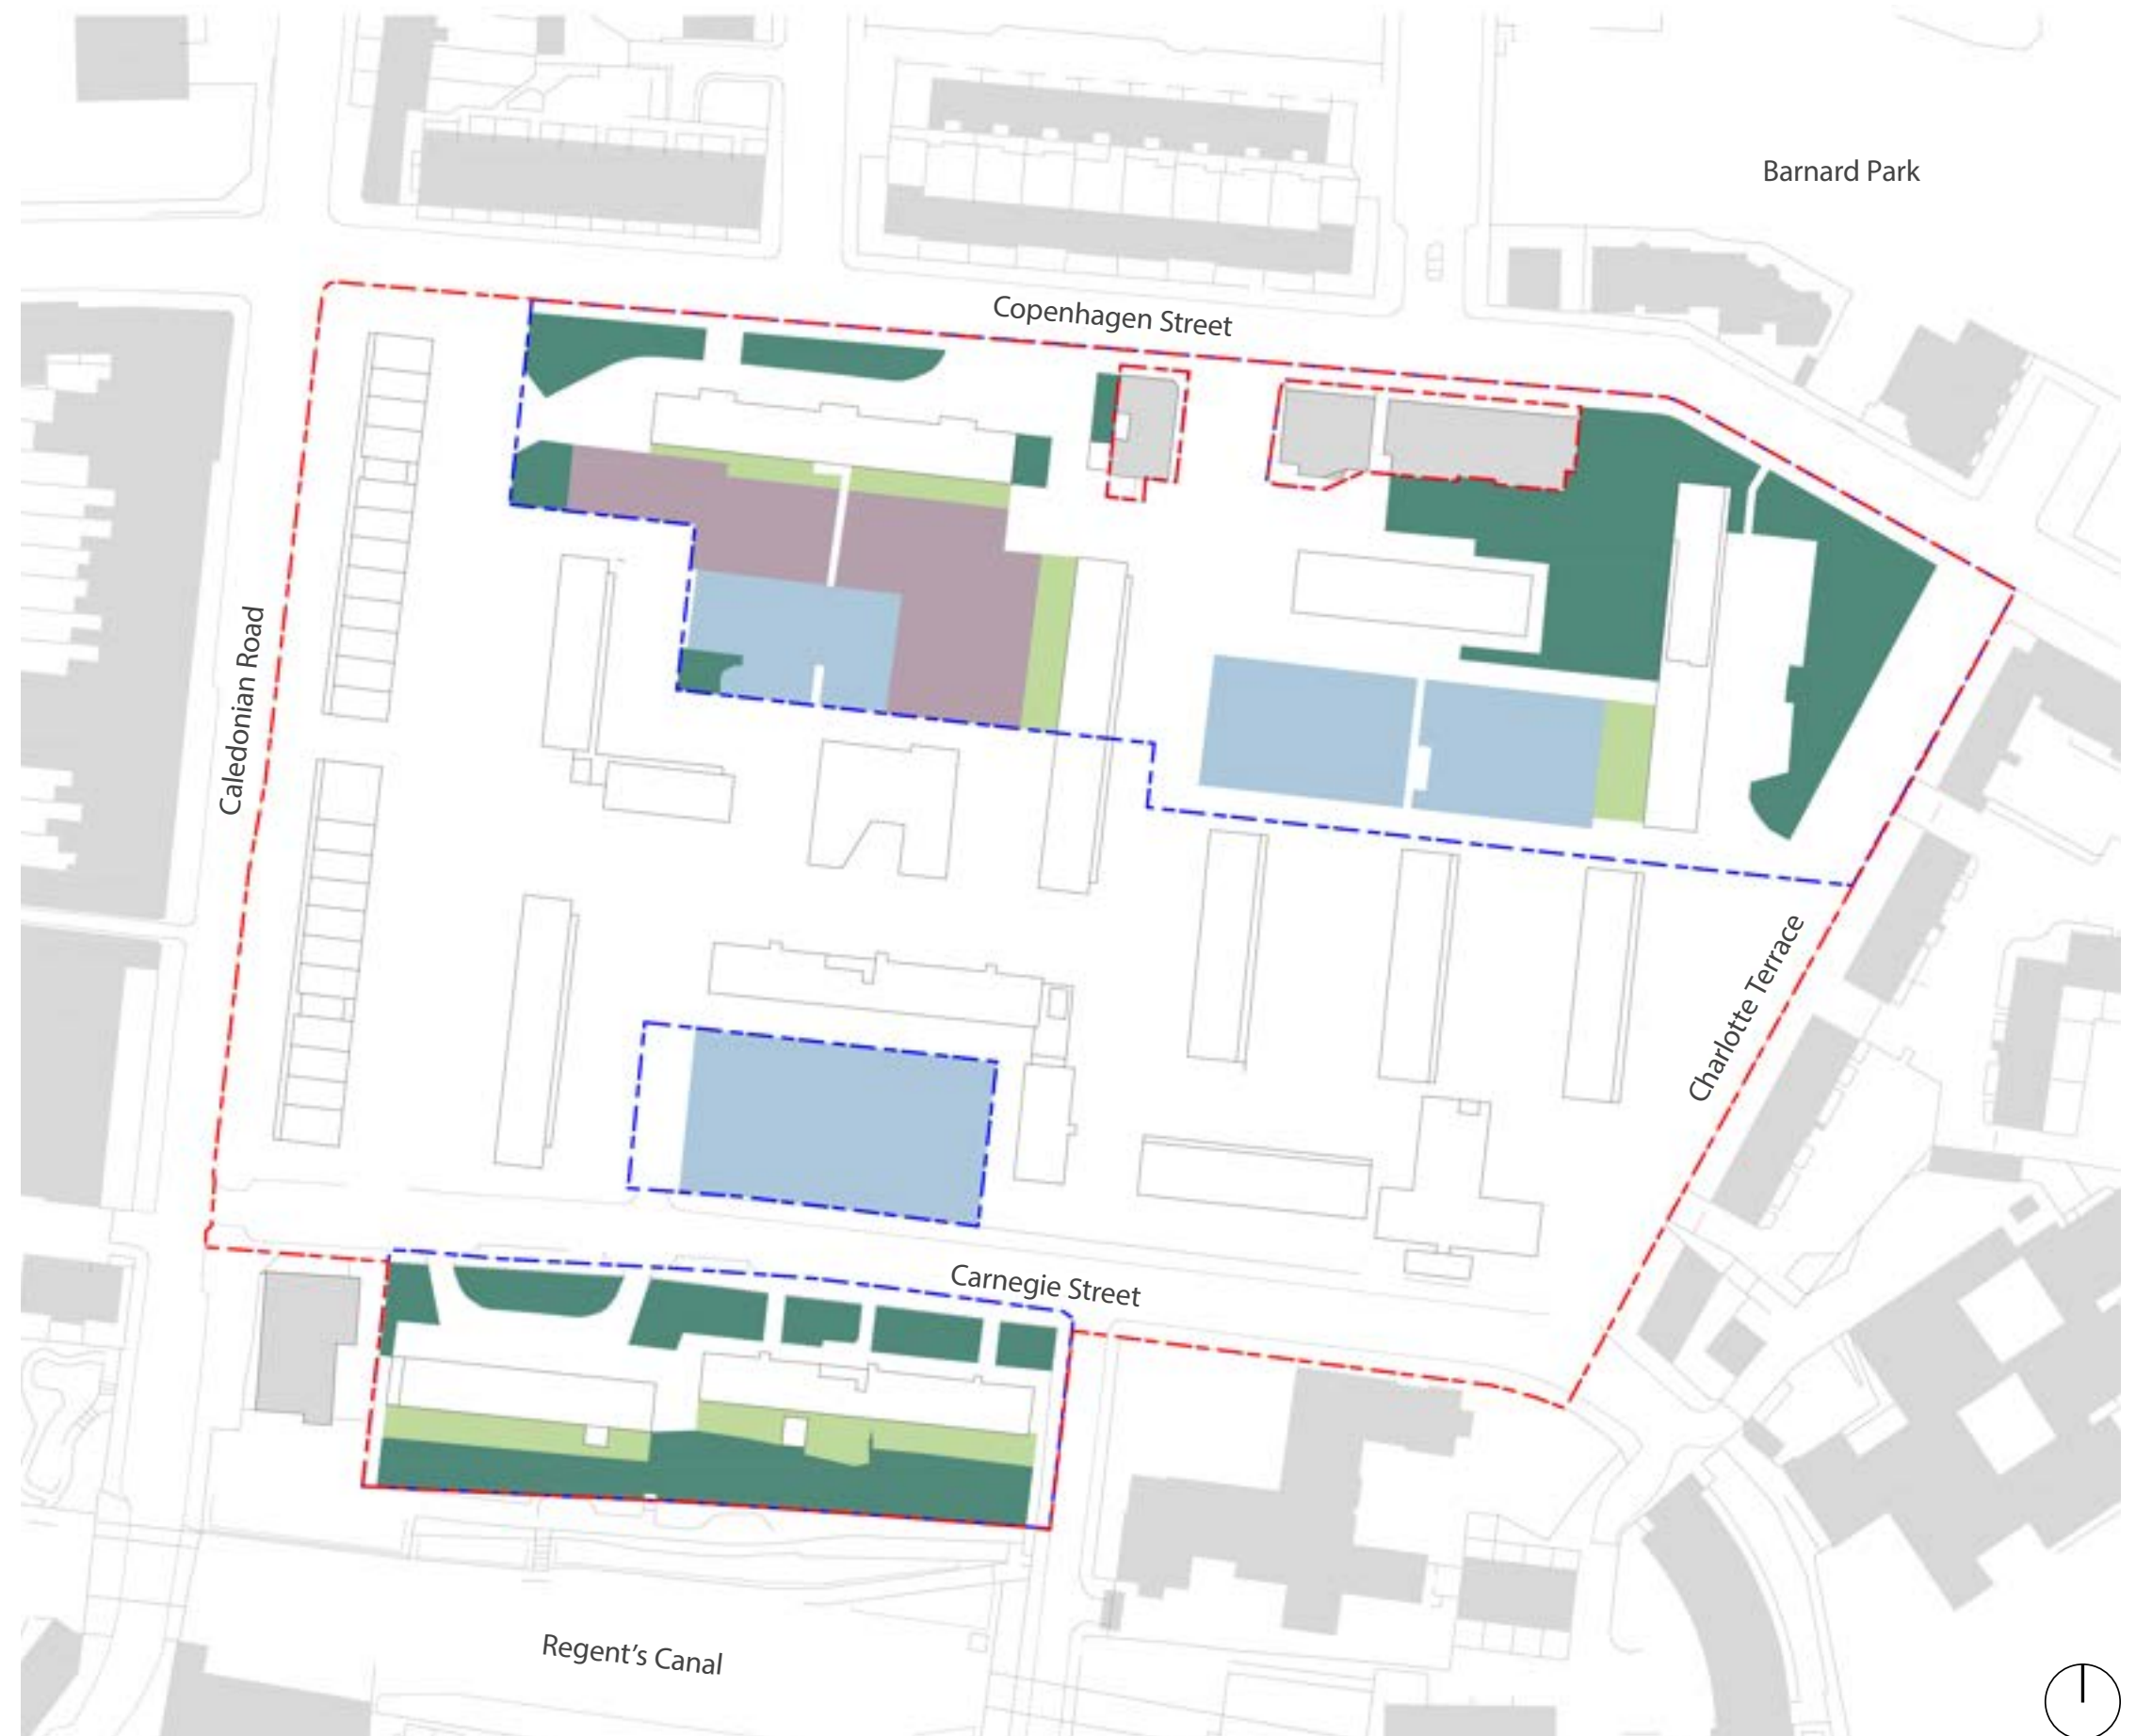 Barnard Park
Copenhagen Street
Caledonian Road
Charlotte Terrace
Carnegie Street
Regent’s Canal